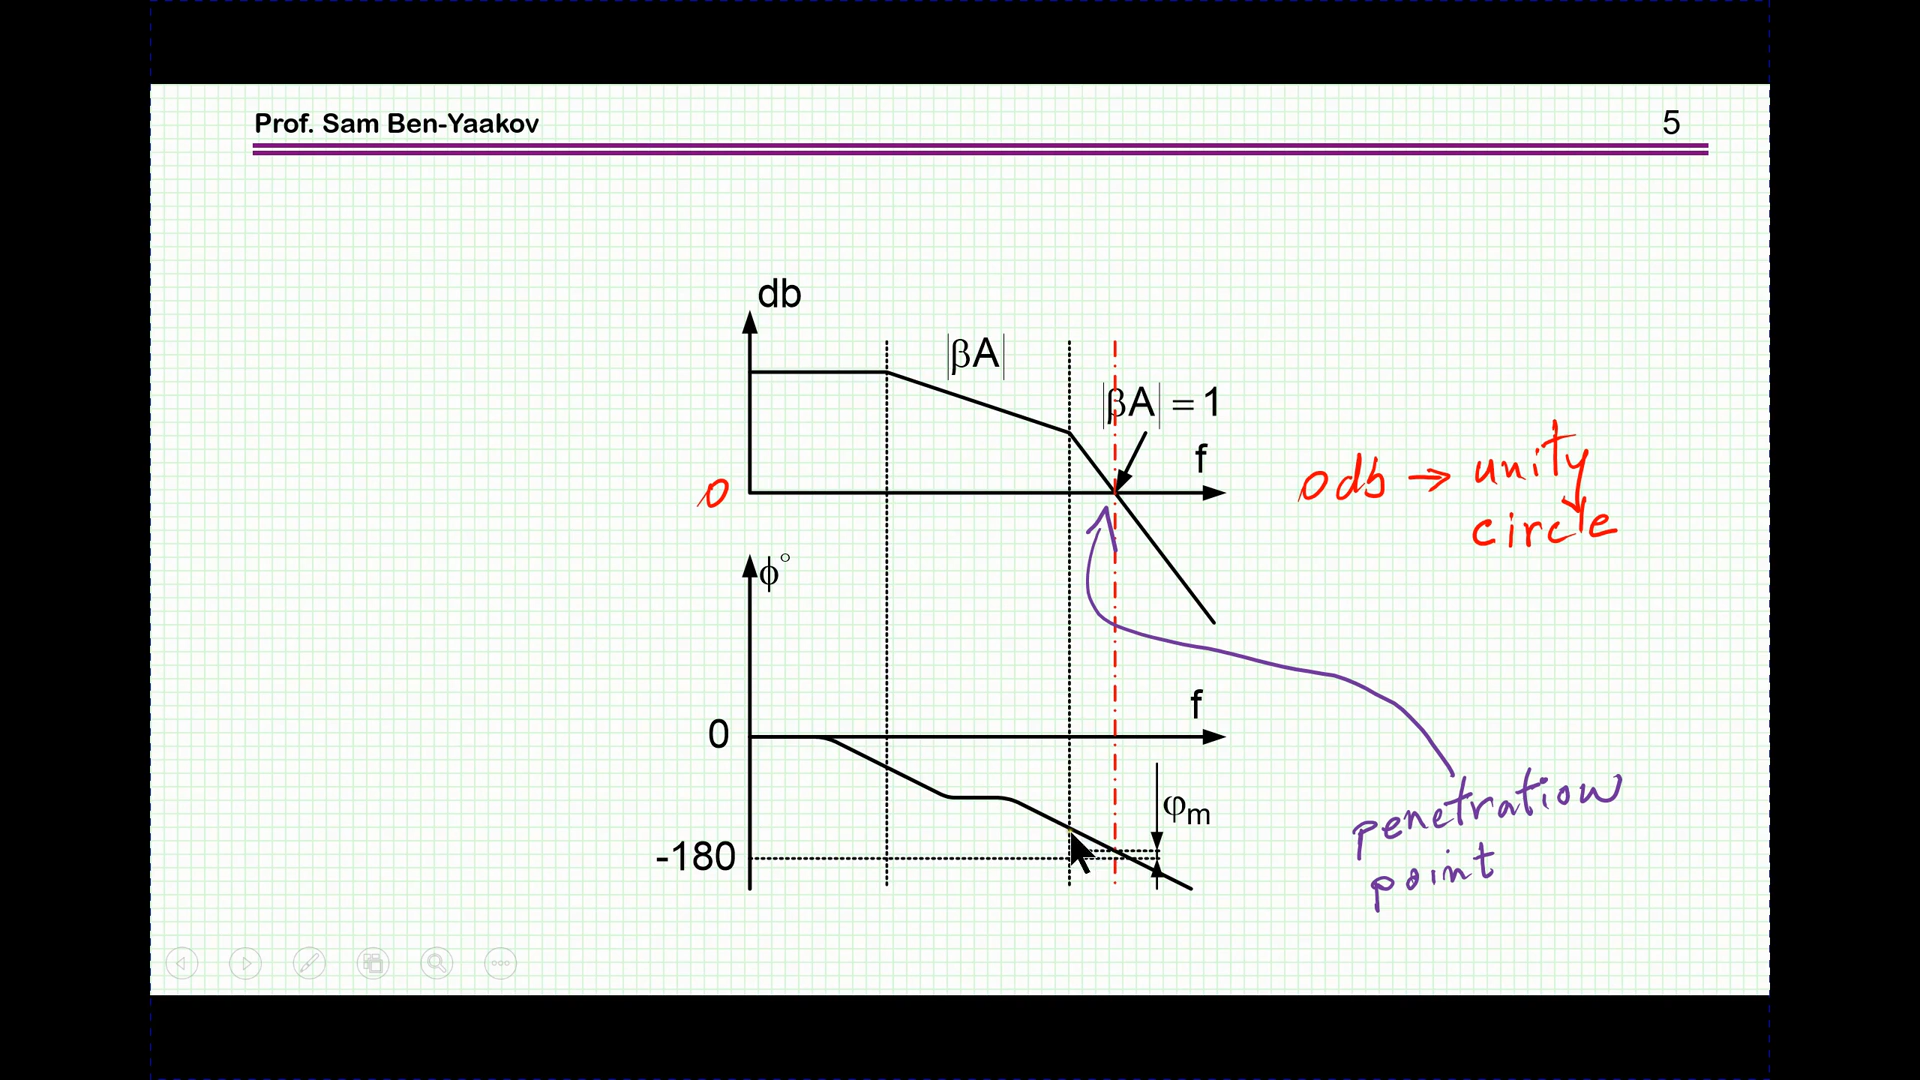 Prof. Sam Ben-Yaakov
5
db
|βA|
|βA| = 1
f
0
0db → unity
circle
ϕ°
f
0
φm
-180
penetration
point